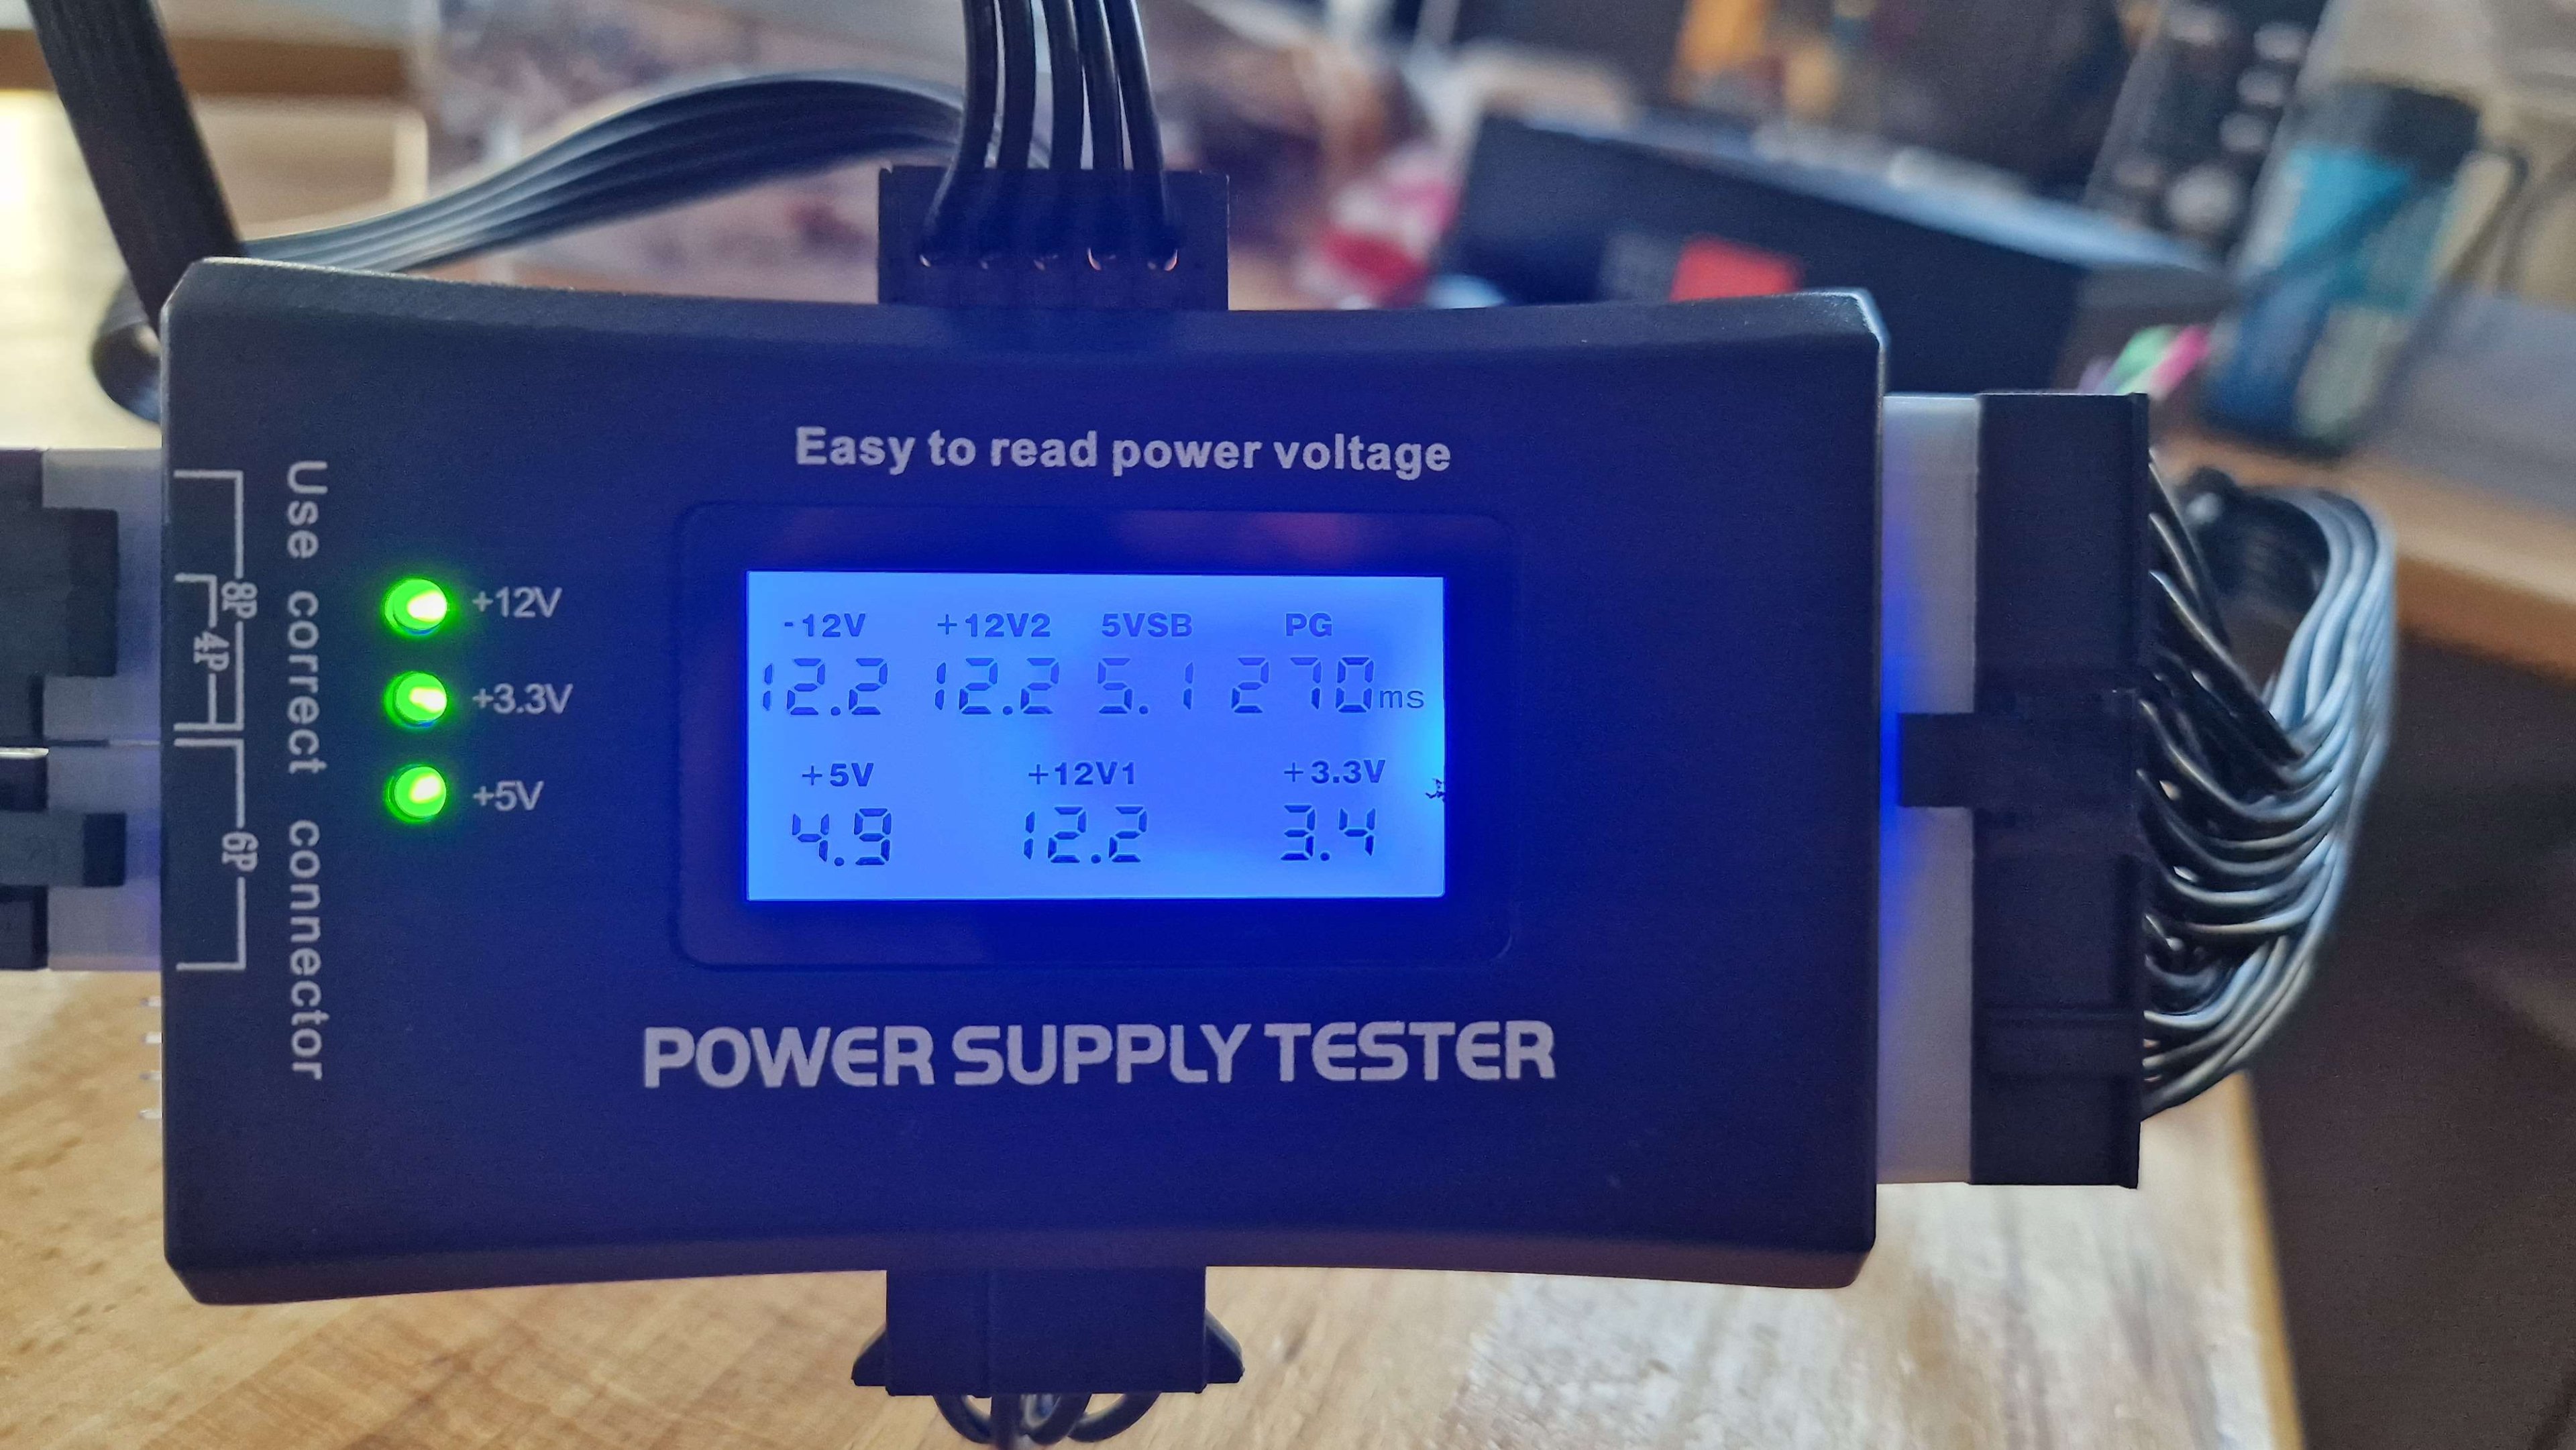 Easy to read power voltage
Use correct connector
8P
4P
6P
+12V
+3.3V
+5V
-12V +12V2 5VSB PG
12.2 12.2 5.1 270ms
+5V +12V1 +3.3V
4.9 12.2 3.4
POWER SUPPLY TESTER